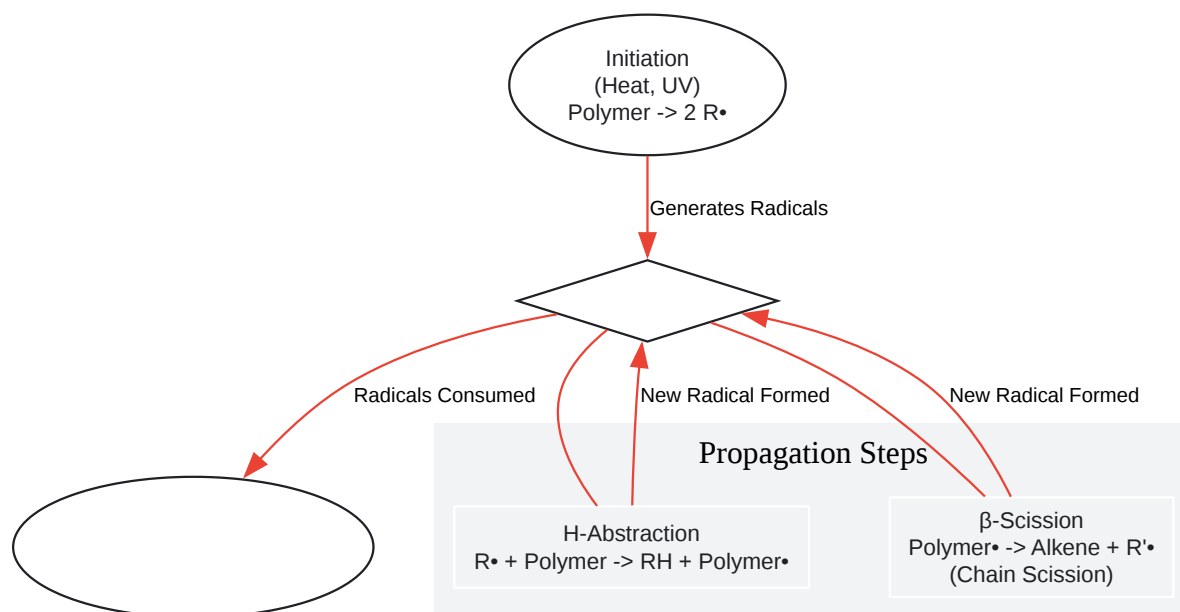 Initiation
(Heat, UV)
Polymer -> 2 R•
Generates Radicals
Radicals Consumed
New Radical Formed
New Radical Formed
Propagation Steps
H-Abstraction
R• + Polymer -> RH + Polymer•
β-Scission
Polymer• -> Alkene + R'•
(Chain Scission)